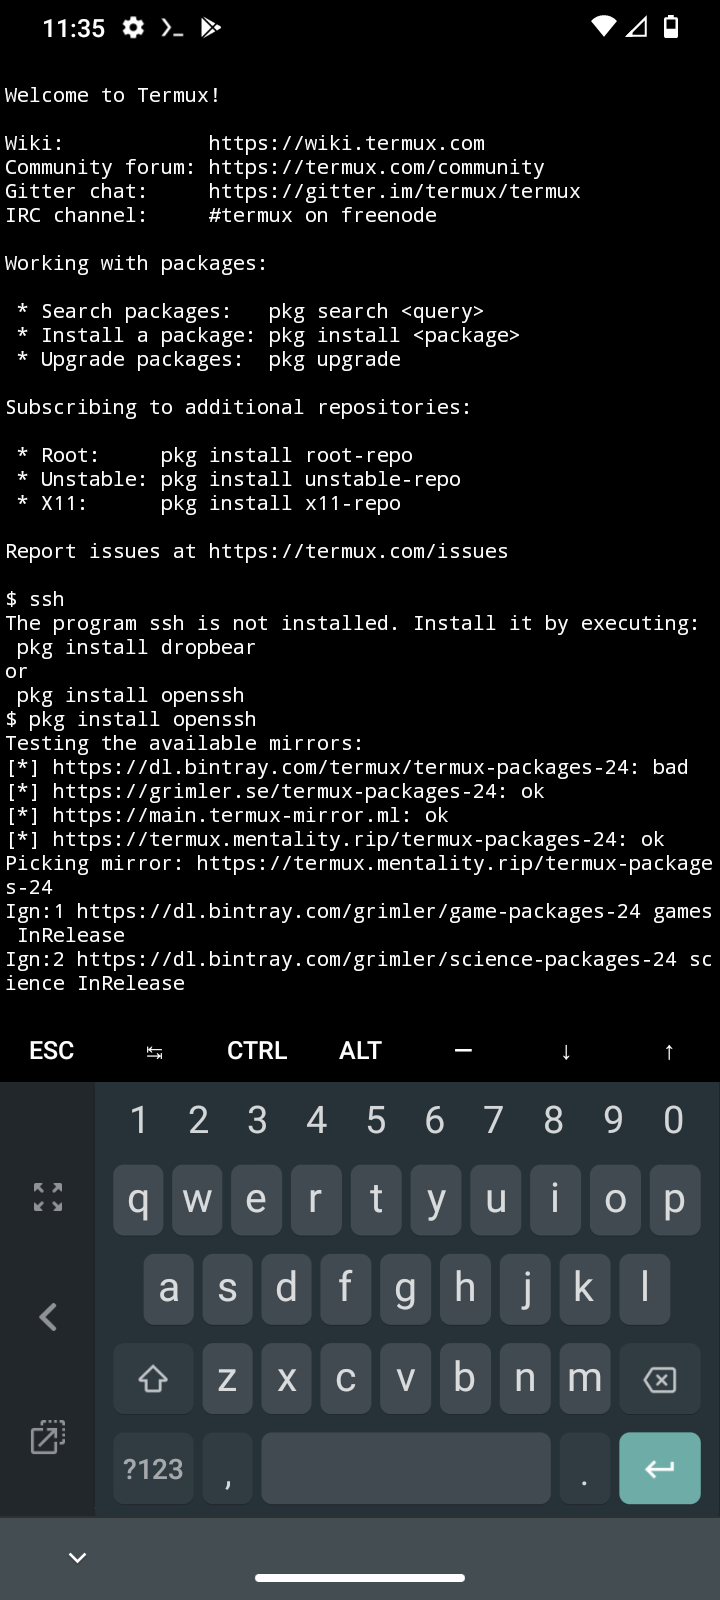 11:35
Welcome to Termux!
Wiki:            https://wiki.termux.com
Community forum: https://termux.com/community
Gitter chat:     https://gitter.im/termux/termux
IRC channel:     #termux on freenode
Working with packages:
 * Search packages:   pkg search <query>
 * Install a package: pkg install <package>
 * Upgrade packages:  pkg upgrade
Subscribing to additional repositories:
 * Root:     pkg install root-repo
 * Unstable: pkg install unstable-repo
 * X11:      pkg install x11-repo
Report issues at https://termux.com/issues
$ ssh
The program ssh is not installed. Install it by executing:
 pkg install dropbear
or
 pkg install openssh
$ pkg install openssh
Testing the available mirrors:
[*] https://dl.bintray.com/termux/termux-packages-24: bad
[*] https://grimler.se/termux-packages-24: ok
[*] https://main.termux-mirror.ml: ok
[*] https://termux.mentality.rip/termux-packages-24: ok
Picking mirror: https://termux.mentality.rip/termux-package
s-24
Ign:1 https://dl.bintray.com/grimler/game-packages-24 games
 InRelease
Ign:2 https://dl.bintray.com/grimler/science-packages-24 sc
ience InRelease
ESC ↹ CTRL ALT — ↓ ↑
1 2 3 4 5 6 7 8 9 0
q w e r t y u i o p
a s d f g h j k l
z x c v b n m
?123 , .